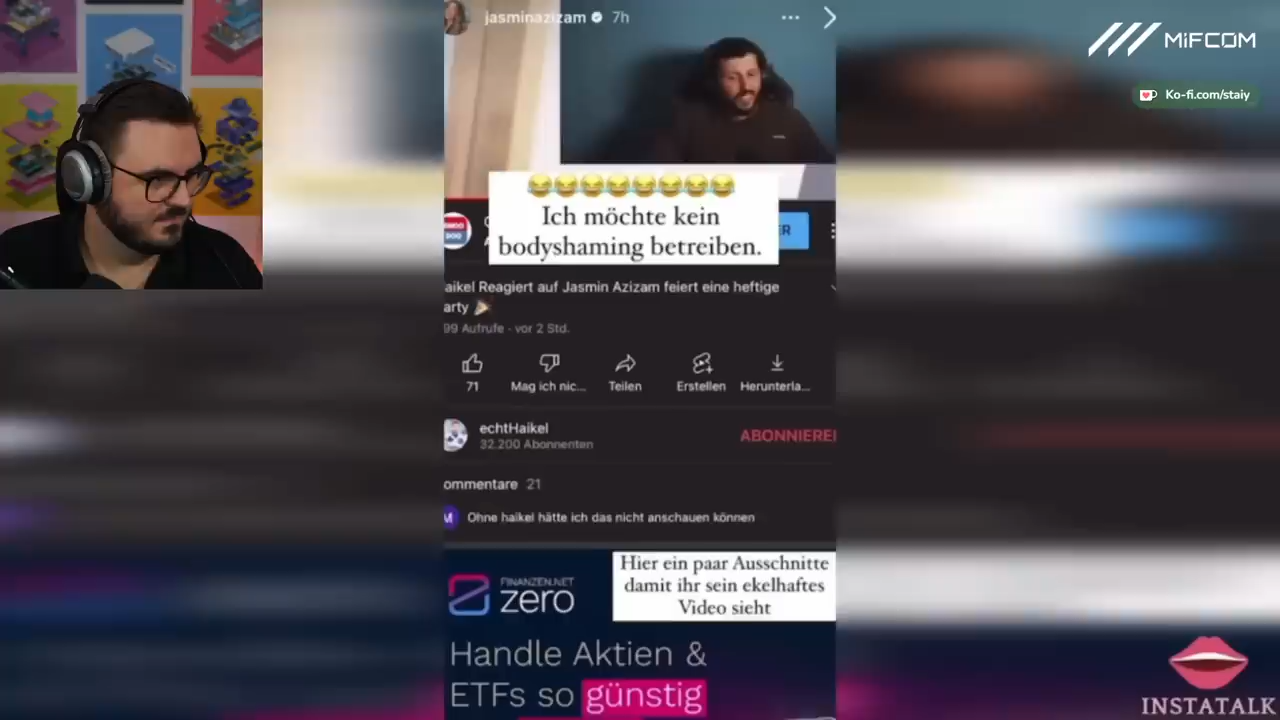 jasminazizam 7h
MIFCOM
Ko-fi.com/staiy
😂😂😂😂😂😂😂😂
Ich möchte kein
bodyshaming betreiben.
aikel Reagiert auf Jasmin Azizam feiert eine heftige
arty 🎉
99 Aufrufe · vor 2 Std.
71 Mag ich nic... Teilen Erstellen Herunterla...
echtHaikel
32.200 Abonnenten
ABONNIERE
ommentare 21
M Ohne haikel hätte ich das nicht anschauen können
Hier ein paar Ausschnitte
damit ihr sein ekelhaftes
Video sieht
FINANZEN.NET
zero
Handle Aktien &
ETFs so günstig
INSTATALK